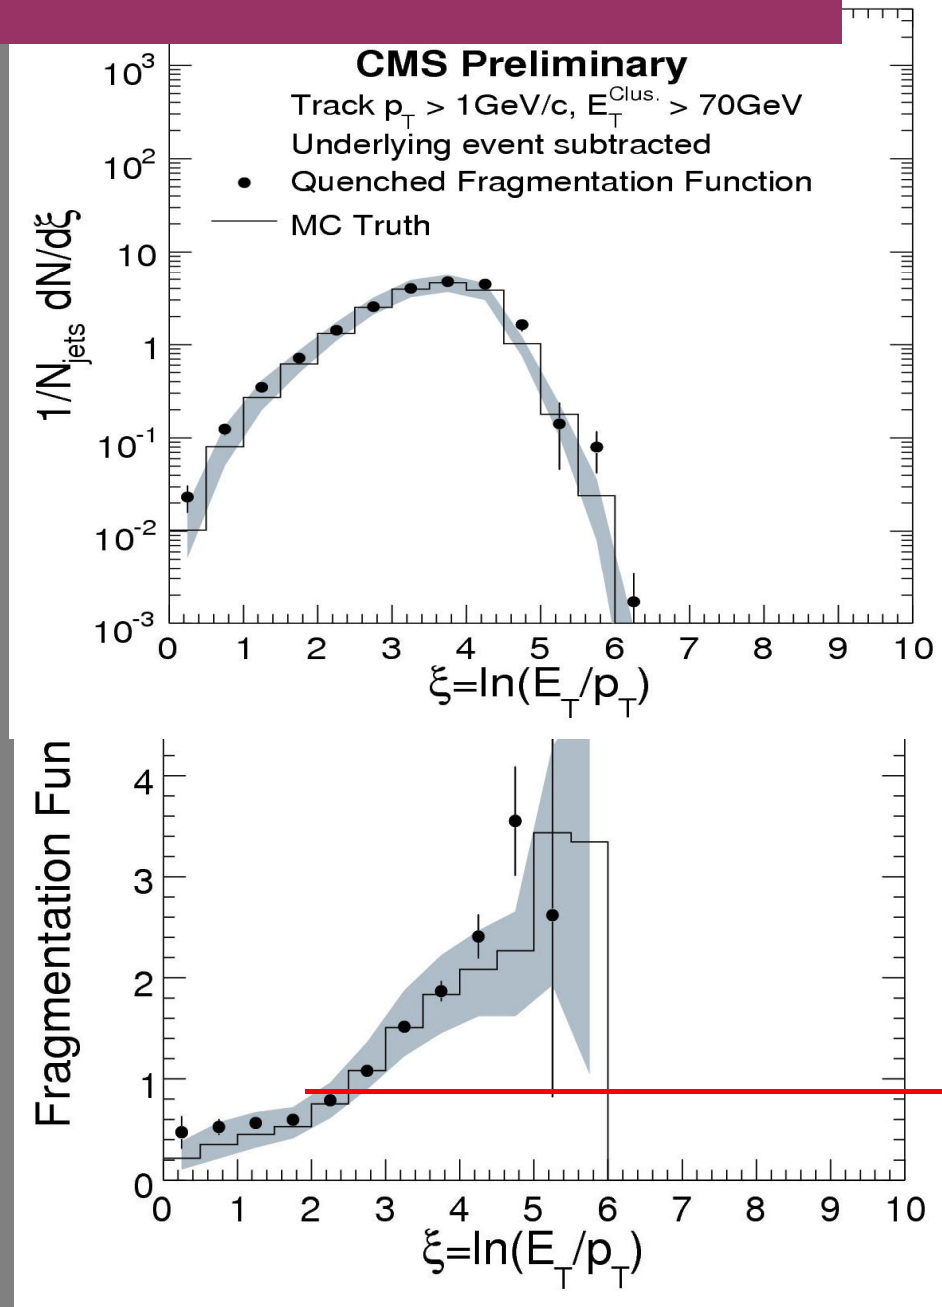 CMS Preliminary
Track p_T > 1GeV/c, E_T^Clus. > 70GeV
Underlying event subtracted
Quenched Fragmentation Function
MC Truth
1/N_jets dN/dξ
10^3
10^2
10
1
10^-1
10^-2
10^-3
0 1 2 3 4 5 6 7 8 9 10
ξ=ln(E_T/p_T)
Fragmentation Fun
4
3
2
1
0
0 1 2 3 4 5 6 7 8 9 10
ξ=ln(E_T/p_T)